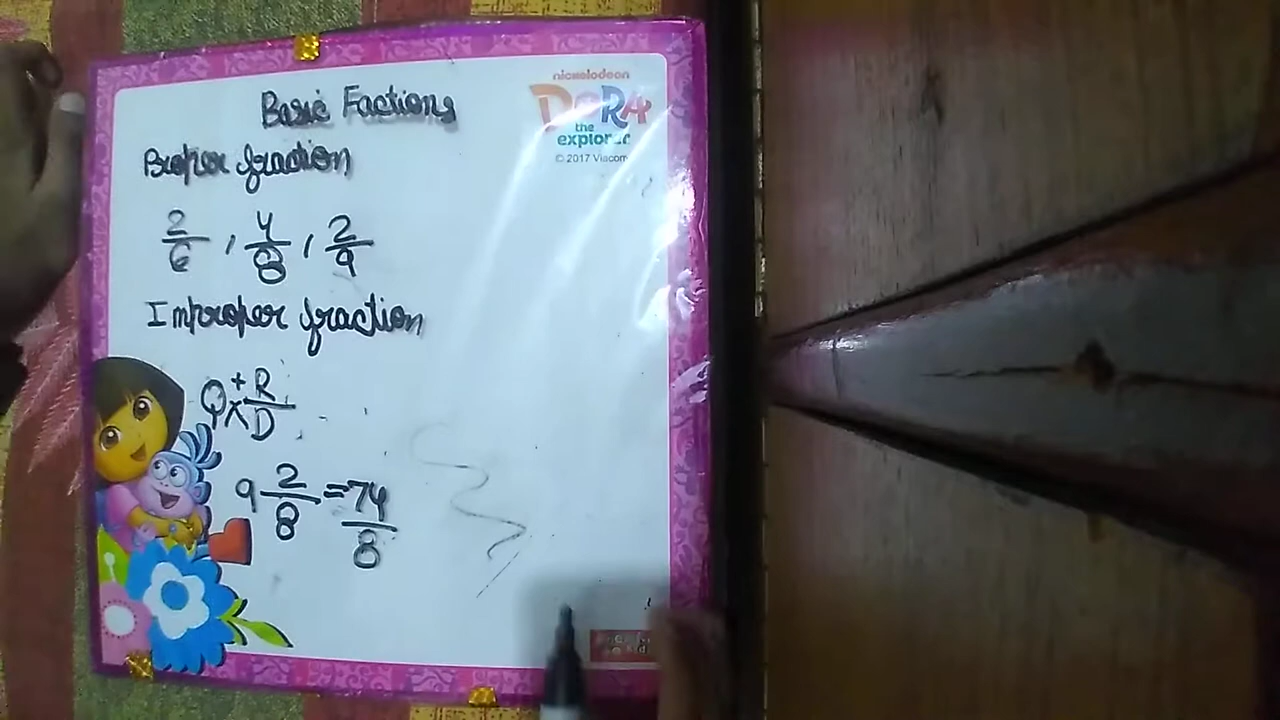 Basic Factions
nickelodeon
DORA
the
explorer
© 2017 Viacom
Proper fraction
2/6 , 4/8 , 2/9
Improper fraction
Q×+R/D
9 2/8 = 74/8